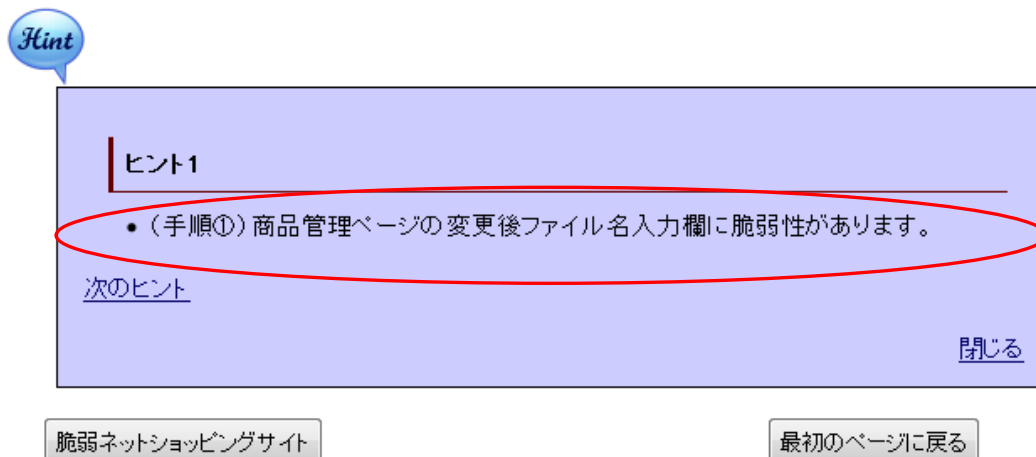 Hint
ヒント1
• （手順①）商品管理ページの変更後ファイル名入力欄に脆弱性があります。
次のヒント
閉じる
脆弱ネットショッピングサイト
最初のページに戻る